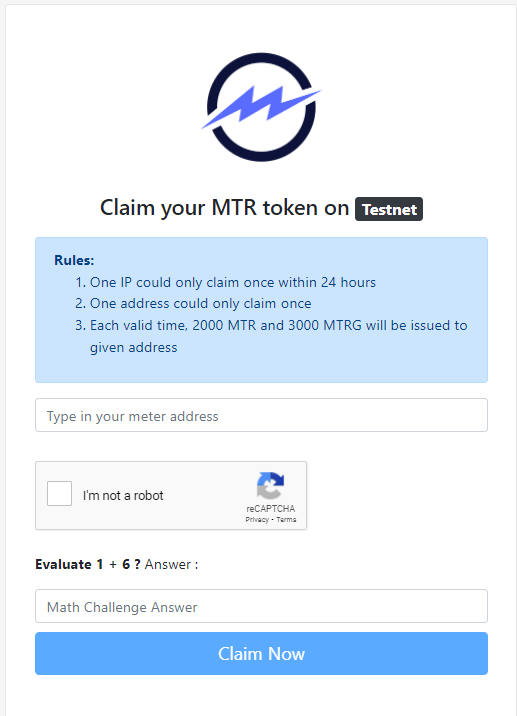 Claim your MTR token on Testnet
Rules:
1. One IP could only claim once within 24 hours
2. One address could only claim once
3. Each valid time, 2000 MTR and 3000 MTRG will be issued to
given address
Type in your meter address
I'm not a robot
reCAPTCHA
Privacy - Terms
Evaluate 1 + 6 ? Answer :
Math Challenge Answer
Claim Now